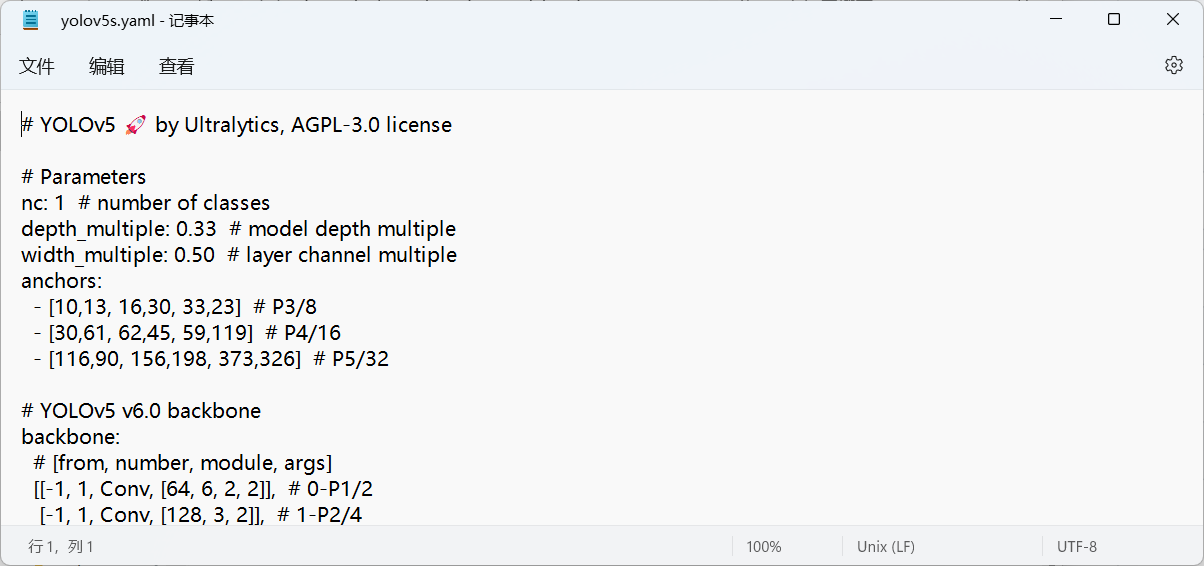 yolov5s.yaml - 记事本
文件 编辑 查看
# YOLOv5 🚀 by Ultralytics, AGPL-3.0 license
# Parameters
nc: 1  # number of classes
depth_multiple: 0.33  # model depth multiple
width_multiple: 0.50  # layer channel multiple
anchors:
  - [10,13, 16,30, 33,23]  # P3/8
  - [30,61, 62,45, 59,119]  # P4/16
  - [116,90, 156,198, 373,326]  # P5/32
# YOLOv5 v6.0 backbone
backbone:
  # [from, number, module, args]
  [[-1, 1, Conv, [64, 6, 2, 2]],  # 0-P1/2
   [-1, 1, Conv, [128, 3, 2]],  # 1-P2/4
行 1，列 1 100% Unix (LF) UTF-8